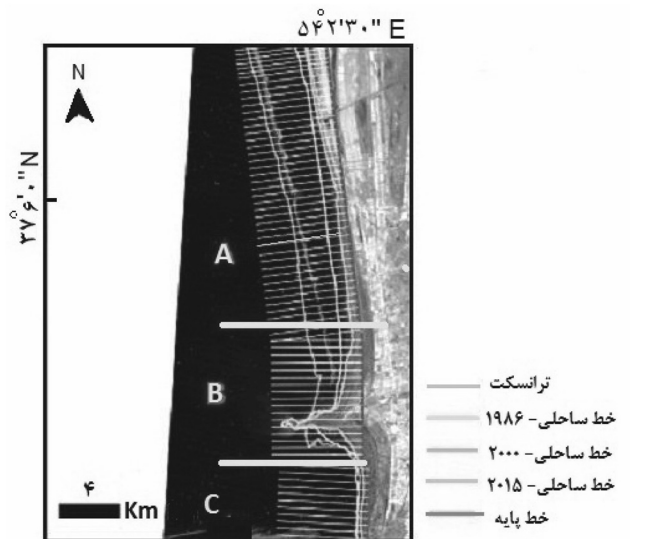 ۵۴°۲'۳۰" E
N
۳۷°۶'۰"N
A
B
C
۴
Km
ترانسکت
خط ساحلی- ۱۹۸۶
خط ساحلی- ۲۰۰۰
خط ساحلی- ۲۰۱۵
خط پایه